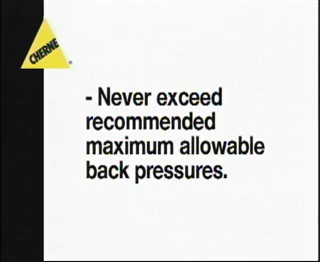 CHERNE
- Never exceed
recommended
maximum allowable
back pressures.